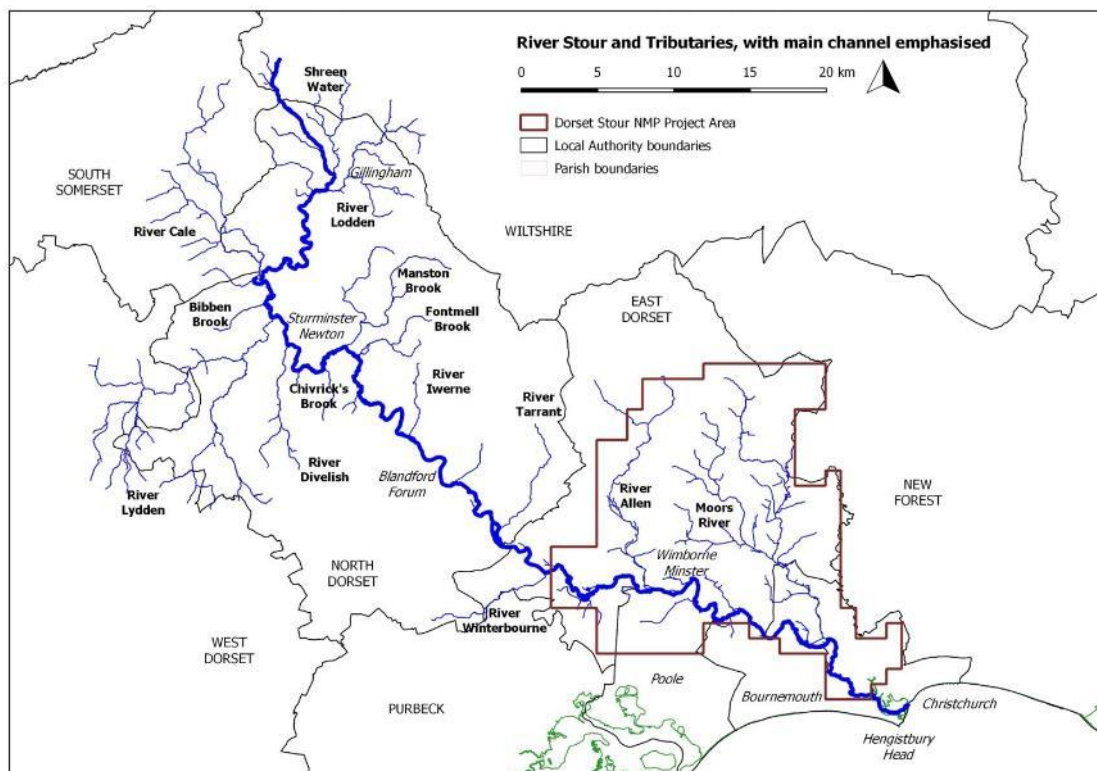 River Stour and Tributaries, with main channel emphasised
0 5 10 15 20 km
Dorset Stour NMP Project Area
Local Authority boundaries
Parish boundaries
Shreen
Water
Gillingham
SOUTH
SOMERSET
River
Lodden
River Cale
WILTSHIRE
Manston
Brook
EAST
DORSET
Bibben
Brook
Sturminster
Newton
Fontmell
Brook
River
Iwerne
Chivrick's
Brook
River
Tarrant
River
Divelish
Blandford
Forum
River
Lydden
River
Allen
Moors
River
NEW
FOREST
Wimborne
Minster
NORTH
DORSET
River
Winterbourne
WEST
DORSET
Poole
Bournemouth
Christchurch
PURBECK
Hengistbury
Head